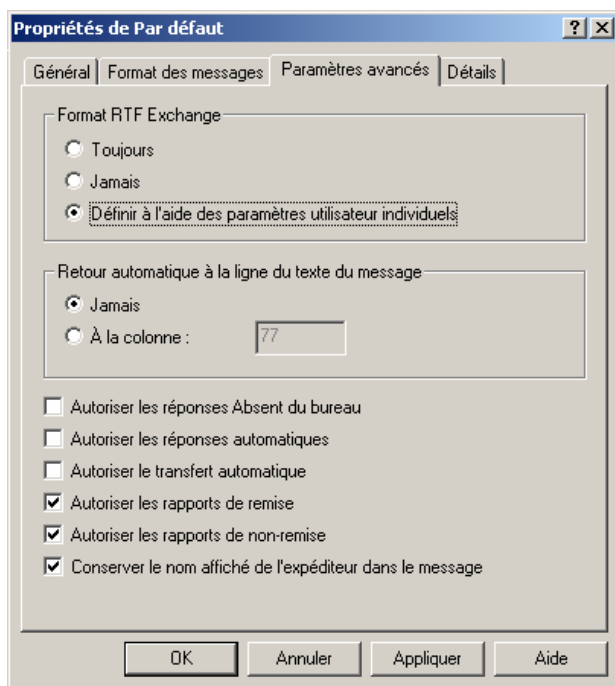 Propriétés de Par défaut
Général Format des messages Paramètres avancés Détails
Format RTF Exchange
Toujours
Jamais
Définir à l'aide des paramètres utilisateur individuels
Retour automatique à la ligne du texte du message
Jamais
À la colonne : 77
Autoriser les réponses Absent du bureau
Autoriser les réponses automatiques
Autoriser le transfert automatique
Autoriser les rapports de remise
Autoriser les rapports de non-remise
Conserver le nom affiché de l'expéditeur dans le message
OK Annuler Appliquer Aide